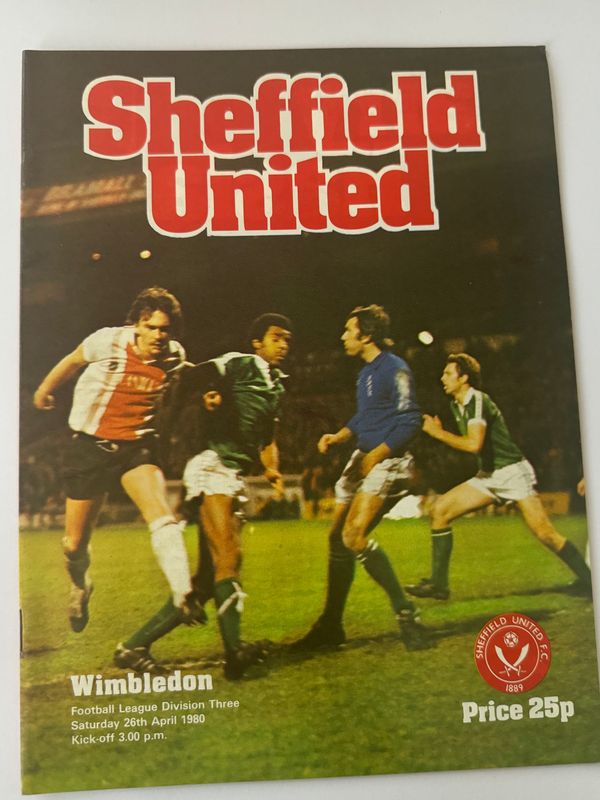 Sheffield
United
BRAMALL
Wimbledon
Football League Division Three
Saturday 26th April 1980
Kick-off 3.00 p.m.
SHEFFIELD UNITED F.C.
1889
Price 25p